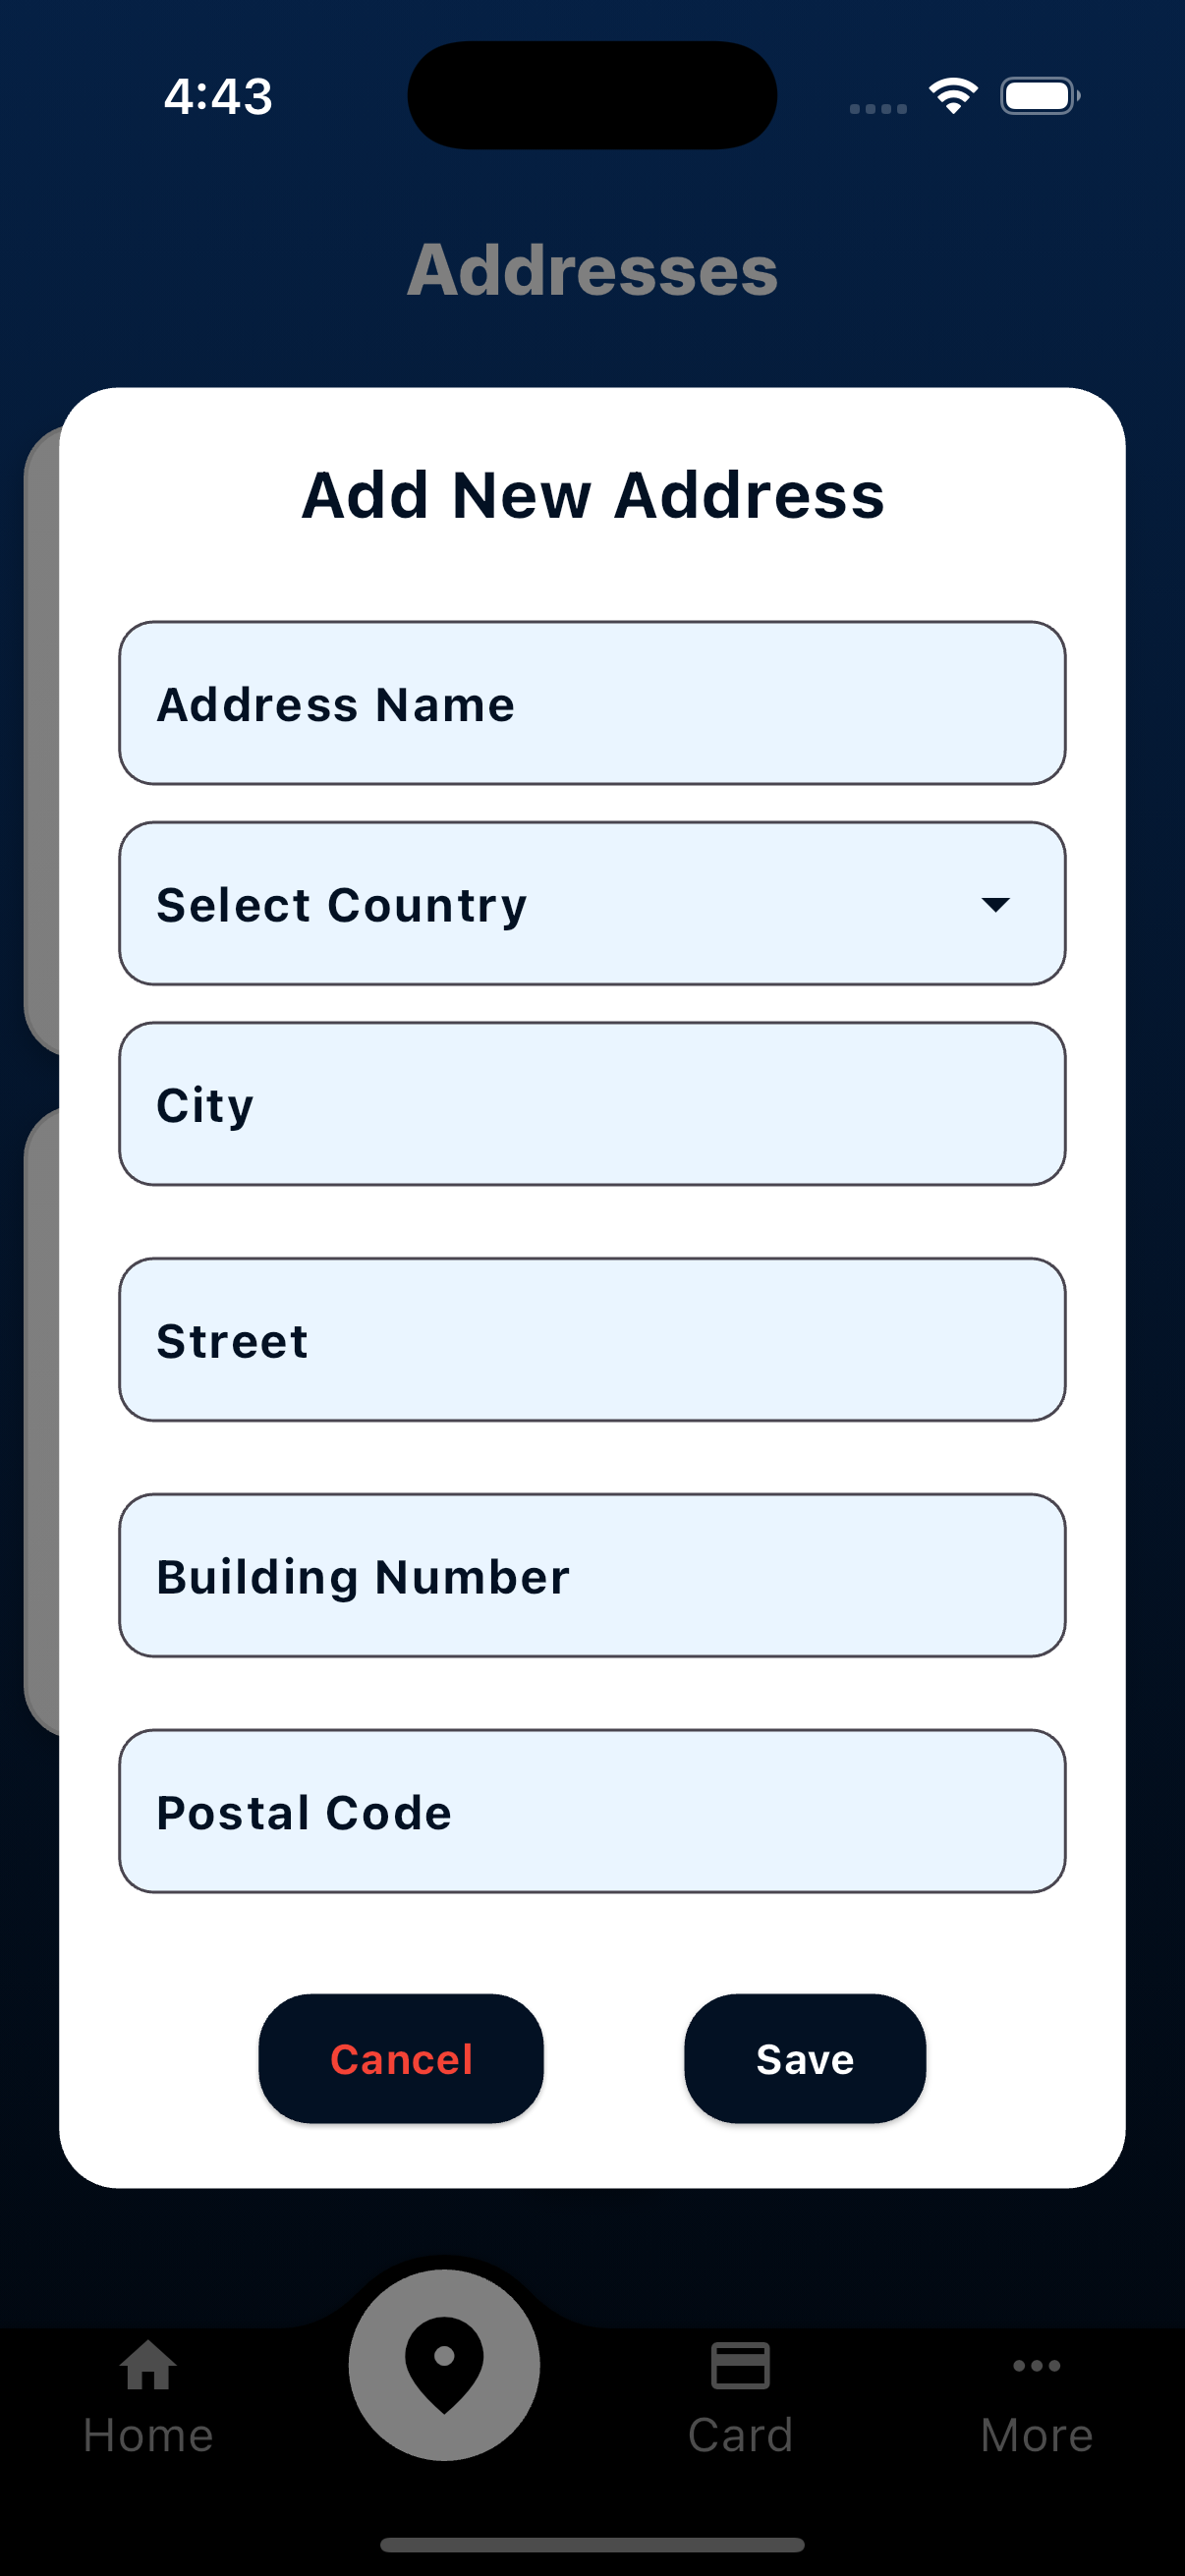 4:43
Addresses
Add New Address
Address Name
Select Country
City
Street
Building Number
Postal Code
Cancel
Save
Home
Card
More